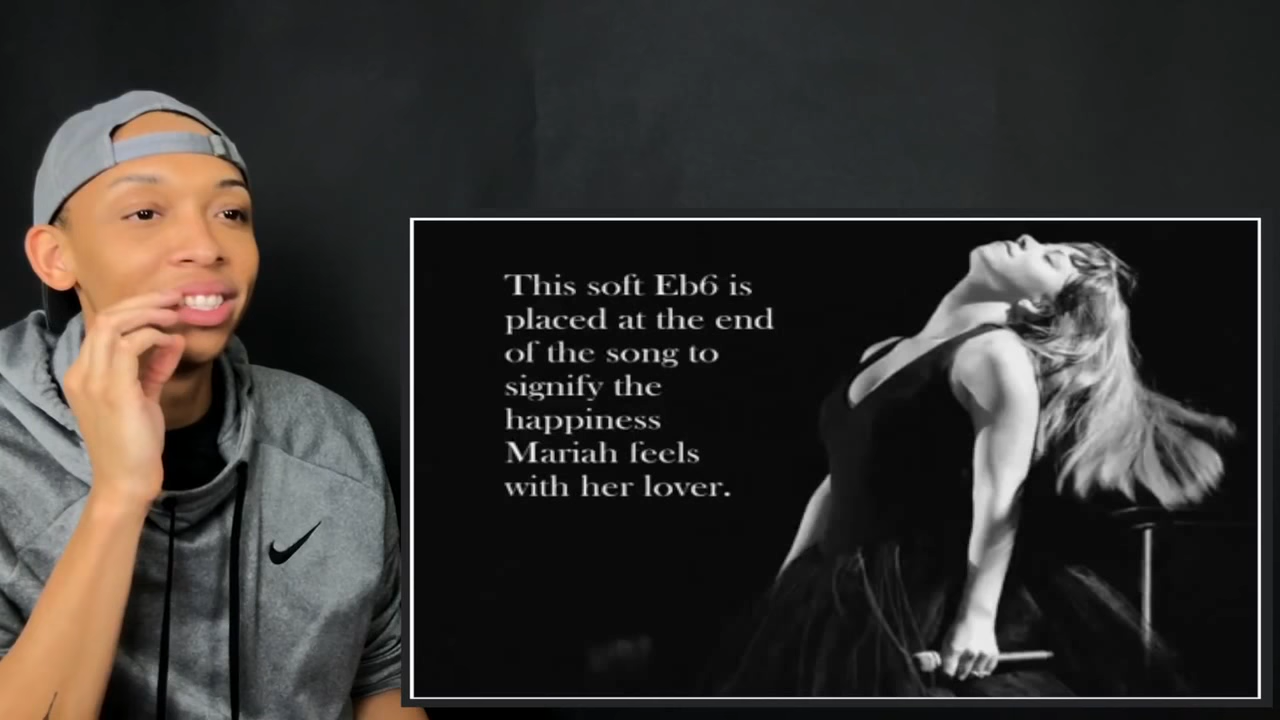 This soft Eb6 is
placed at the end
of the song to
signify the
happiness
Mariah feels
with her lover.